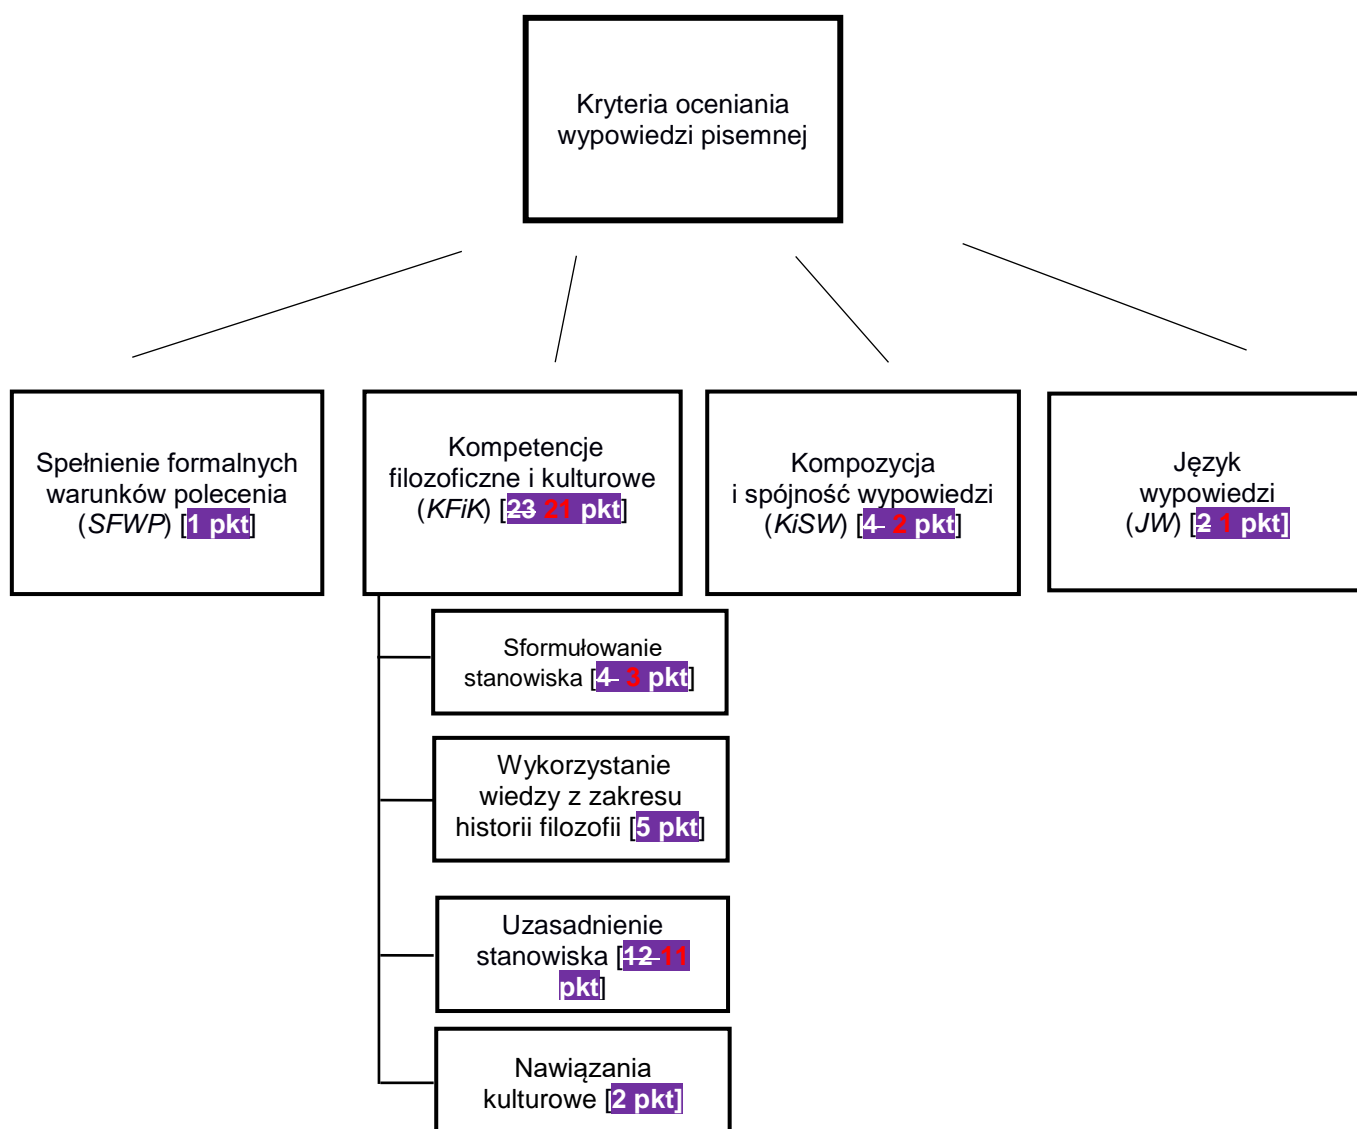 Kryteria oceniania
wypowiedzi pisemnej
Spełnienie formalnych
warunków polecenia
(SFWP) [1 pkt]
Kompetencje
filozoficzne i kulturowe
(KFiK) [23 21 pkt]
Kompozycja
i spójność wypowiedzi
(KiSW) [4 2 pkt]
Język
wypowiedzi
(JW) [2 1 pkt]
Sformułowanie
stanowiska [4 3 pkt]
Wykorzystanie
wiedzy z zakresu
historii filozofii [5 pkt]
Uzasadnienie
stanowiska [12 11
pkt]
Nawiązania
kulturowe [2 pkt]